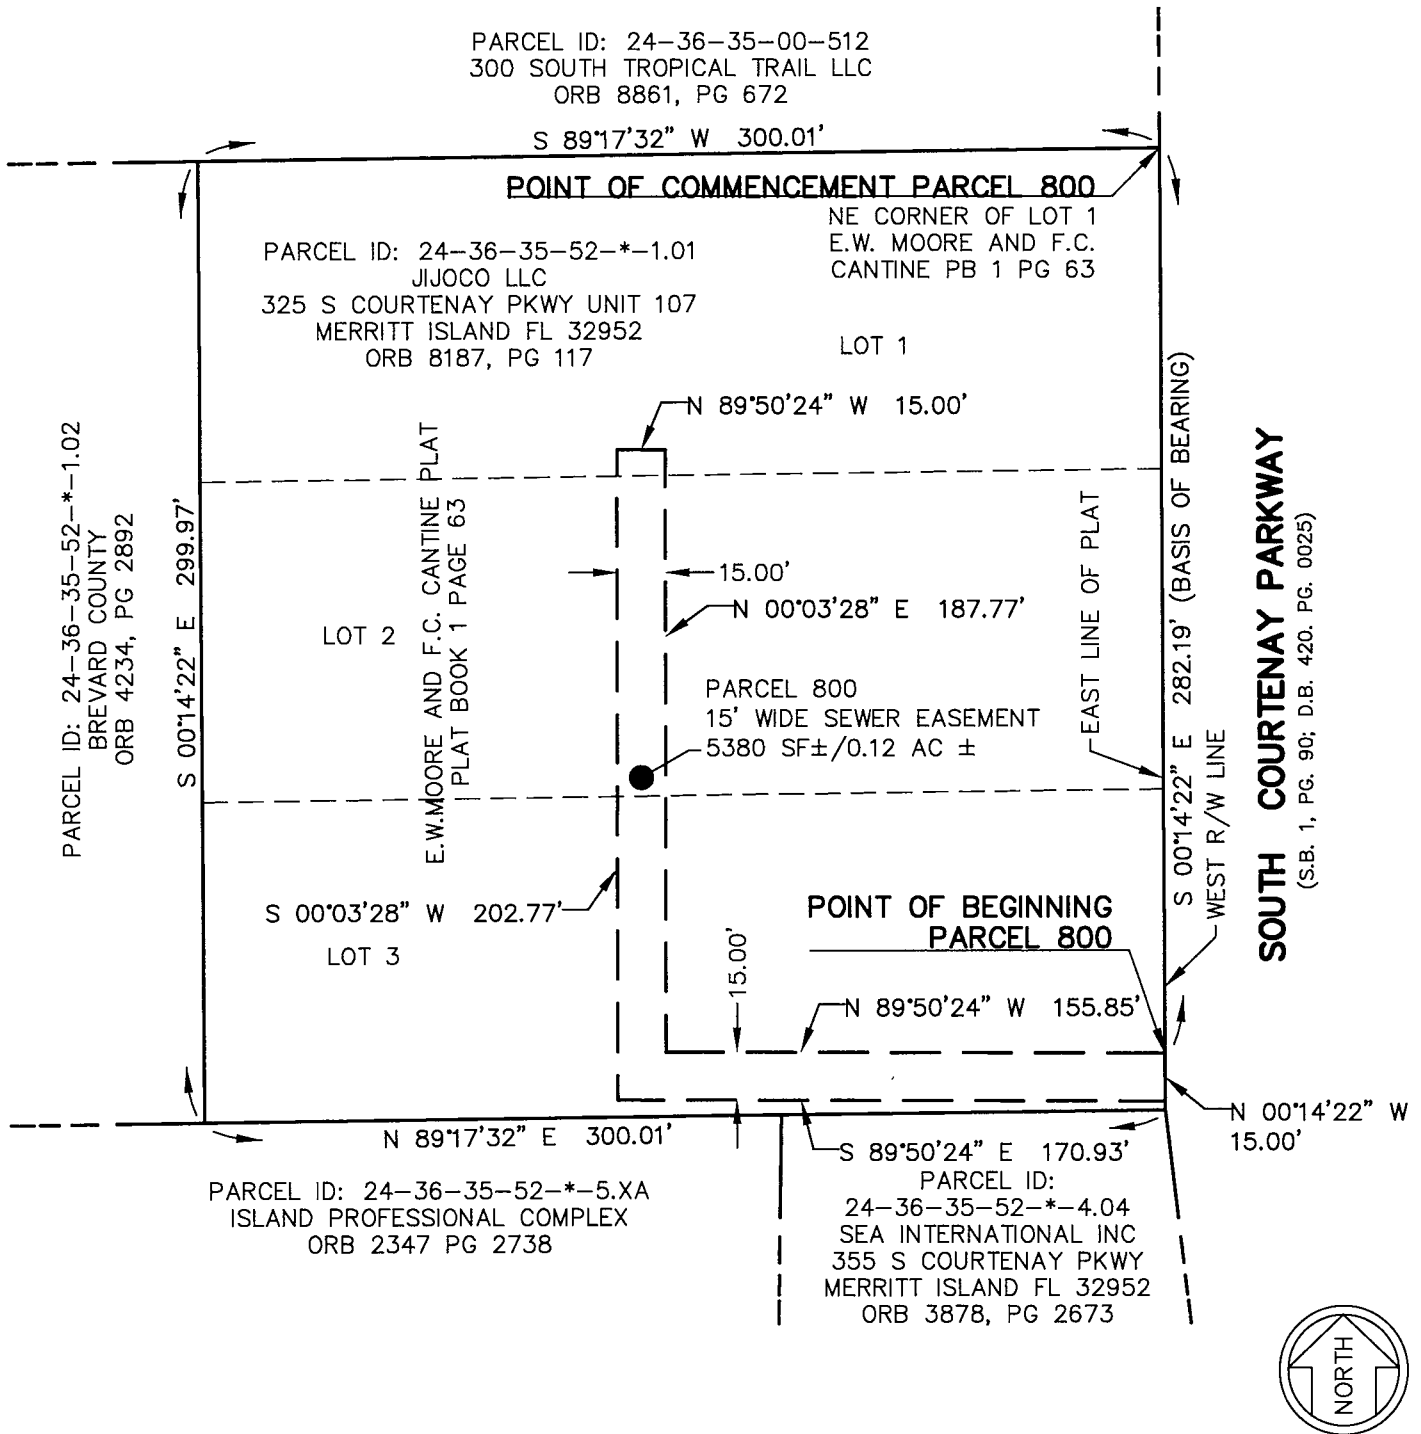 PARCEL ID: 24-36-35-00-512
300 SOUTH TROPICAL TRAIL LLC
ORB 8861, PG 672
S 89°17'32" W 300.01'
POINT OF COMMENCEMENT PARCEL 800
NE CORNER OF LOT 1
E.W. MOORE AND F.C.
CANTINE PB 1 PG 63
PARCEL ID: 24-36-35-52-*-1.01
JIJOCO LLC
325 S COURTENAY PKWY UNIT 107
MERRITT ISLAND FL 32952
ORB 8187, PG 117
LOT 1
N 89°50'24" W 15.00'
PARCEL ID: 24-36-35-52-*-1.02
BREVARD COUNTY
ORB 4234, PG 2892
S 00°14'22" E 299.97'
E.W.MOORE AND F.C. CANTINE PLAT
PLAT BOOK 1 PAGE 63
LOT 2
15.00'
N 00°03'28" E 187.77'
PARCEL 800
15' WIDE SEWER EASEMENT
5380 SF±/0.12 AC ±
EAST LINE OF PLAT
S 00°14'22" E 282.19' (BASIS OF BEARING)
WEST R/W LINE
SOUTH COURTENAY PARKWAY
(S.B. 1, PG. 90; D.B. 420. PG. 0025)
S 00°03'28" W 202.77'
LOT 3
POINT OF BEGINNING
PARCEL 800
15.00'
N 89°50'24" W 155.85'
N 00°14'22" W
15.00'
N 89°17'32" E 300.01'
S 89°50'24" E 170.93'
PARCEL ID:
24-36-35-52-*-4.04
SEA INTERNATIONAL INC
355 S COURTENAY PKWY
MERRITT ISLAND FL 32952
ORB 3878, PG 2673
PARCEL ID: 24-36-35-52-*-5.XA
ISLAND PROFESSIONAL COMPLEX
ORB 2347 PG 2738
NORTH